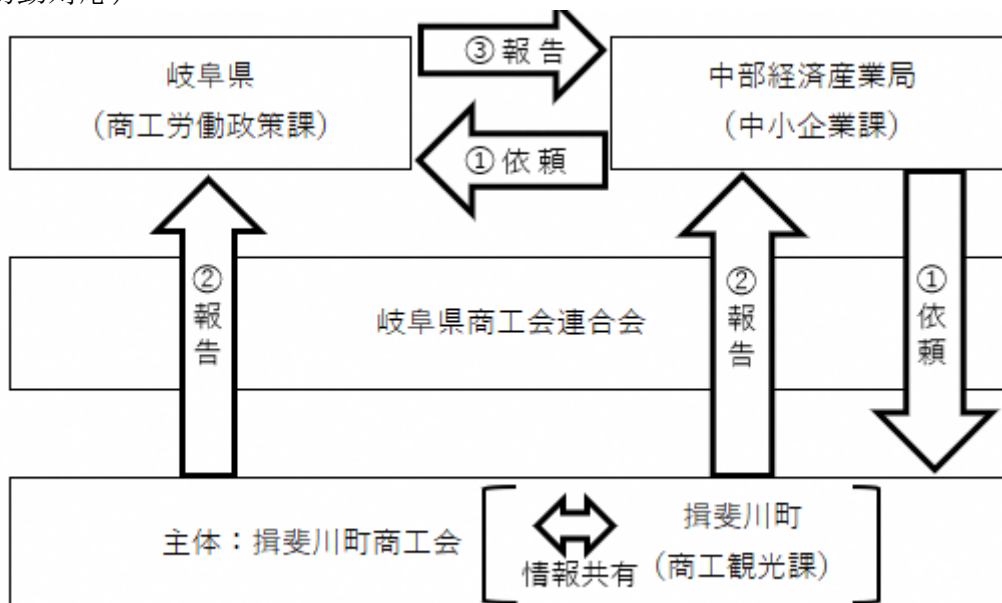 ③報告
岐阜県
(商工労働政策課)
中部経済産業局
(中小企業課)
①依頼
②報告
岐阜県商工会連合会
②報告
①依頼
主体：揖斐川町商工会
情報共有
揖斐川町
(商工観光課)